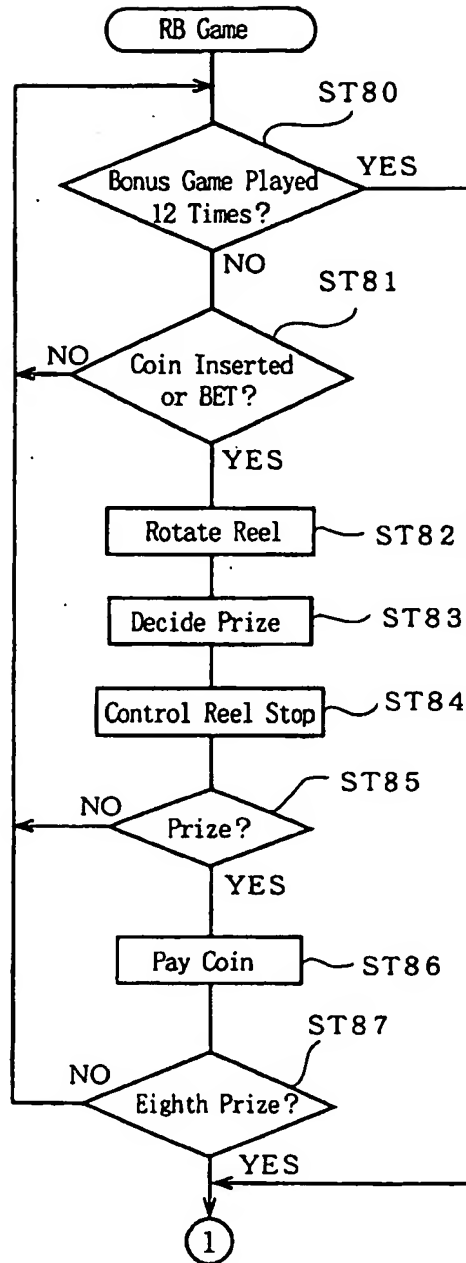 RB Game
ST80
Bonus Game Played
12 Times?
YES
NO
ST81
NO
Coin Inserted
or BET?
YES
Rotate Reel
ST82
Decide Prize
ST83
Control Reel Stop
ST84
ST85
NO
Prize?
YES
Pay Coin
ST86
ST87
NO
Eighth Prize?
YES
1